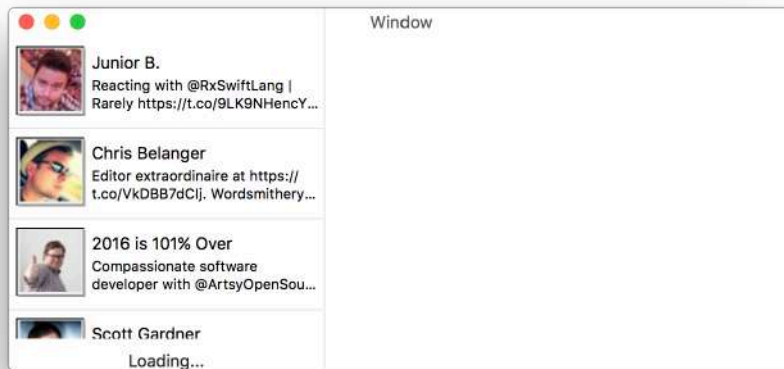 Window
Junior B.
Reacting with @RxSwiftLang |
Rarely https://t.co/9LK9NHencY...
Chris Belanger
Editor extraordinaire at https://
t.co/VkDBB7dClj. Wordsmithery...
2016 is 101% Over
Compassionate software
developer with @ArtsyOpenSou...
Scott Gardner
Loading...